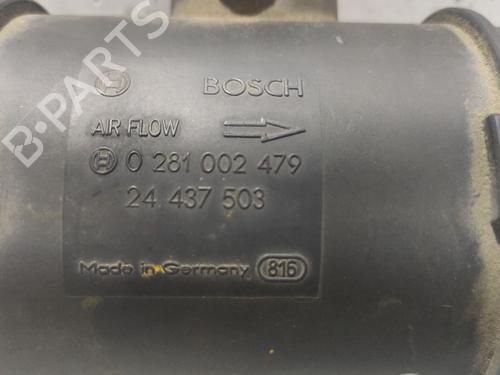 BOSCH
AIR FLOW
0 281 002 479
24 437 503
Made in Germany 816
B-PARTS